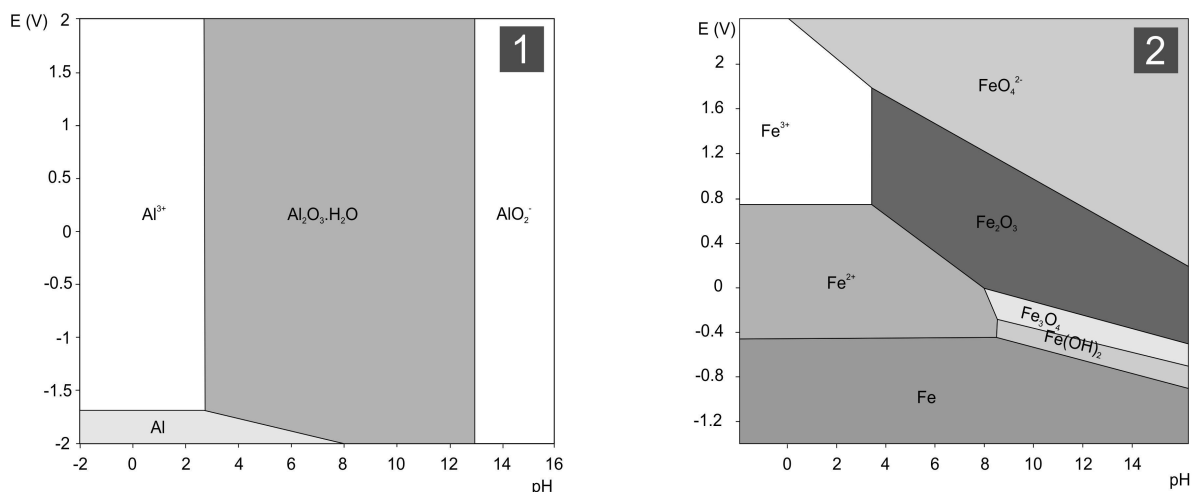 E (V)
1
2
1.5
1
0.5
0
-0.5
-1
-1.5
-2
Al³⁺
Al₂O₃.H₂O
AlO₂⁻
Al
-2 0 2 4 6 8 10 12 14 16
pH
E (V)
2
2
1.6
1.2
0.8
0.4
0
-0.4
-0.8
-1.2
FeO₄²⁻
Fe³⁺
Fe₂O₃
Fe²⁺
Fe₃O₄
Fe(OH)₂
Fe
0 2 4 6 8 10 12 14
pH